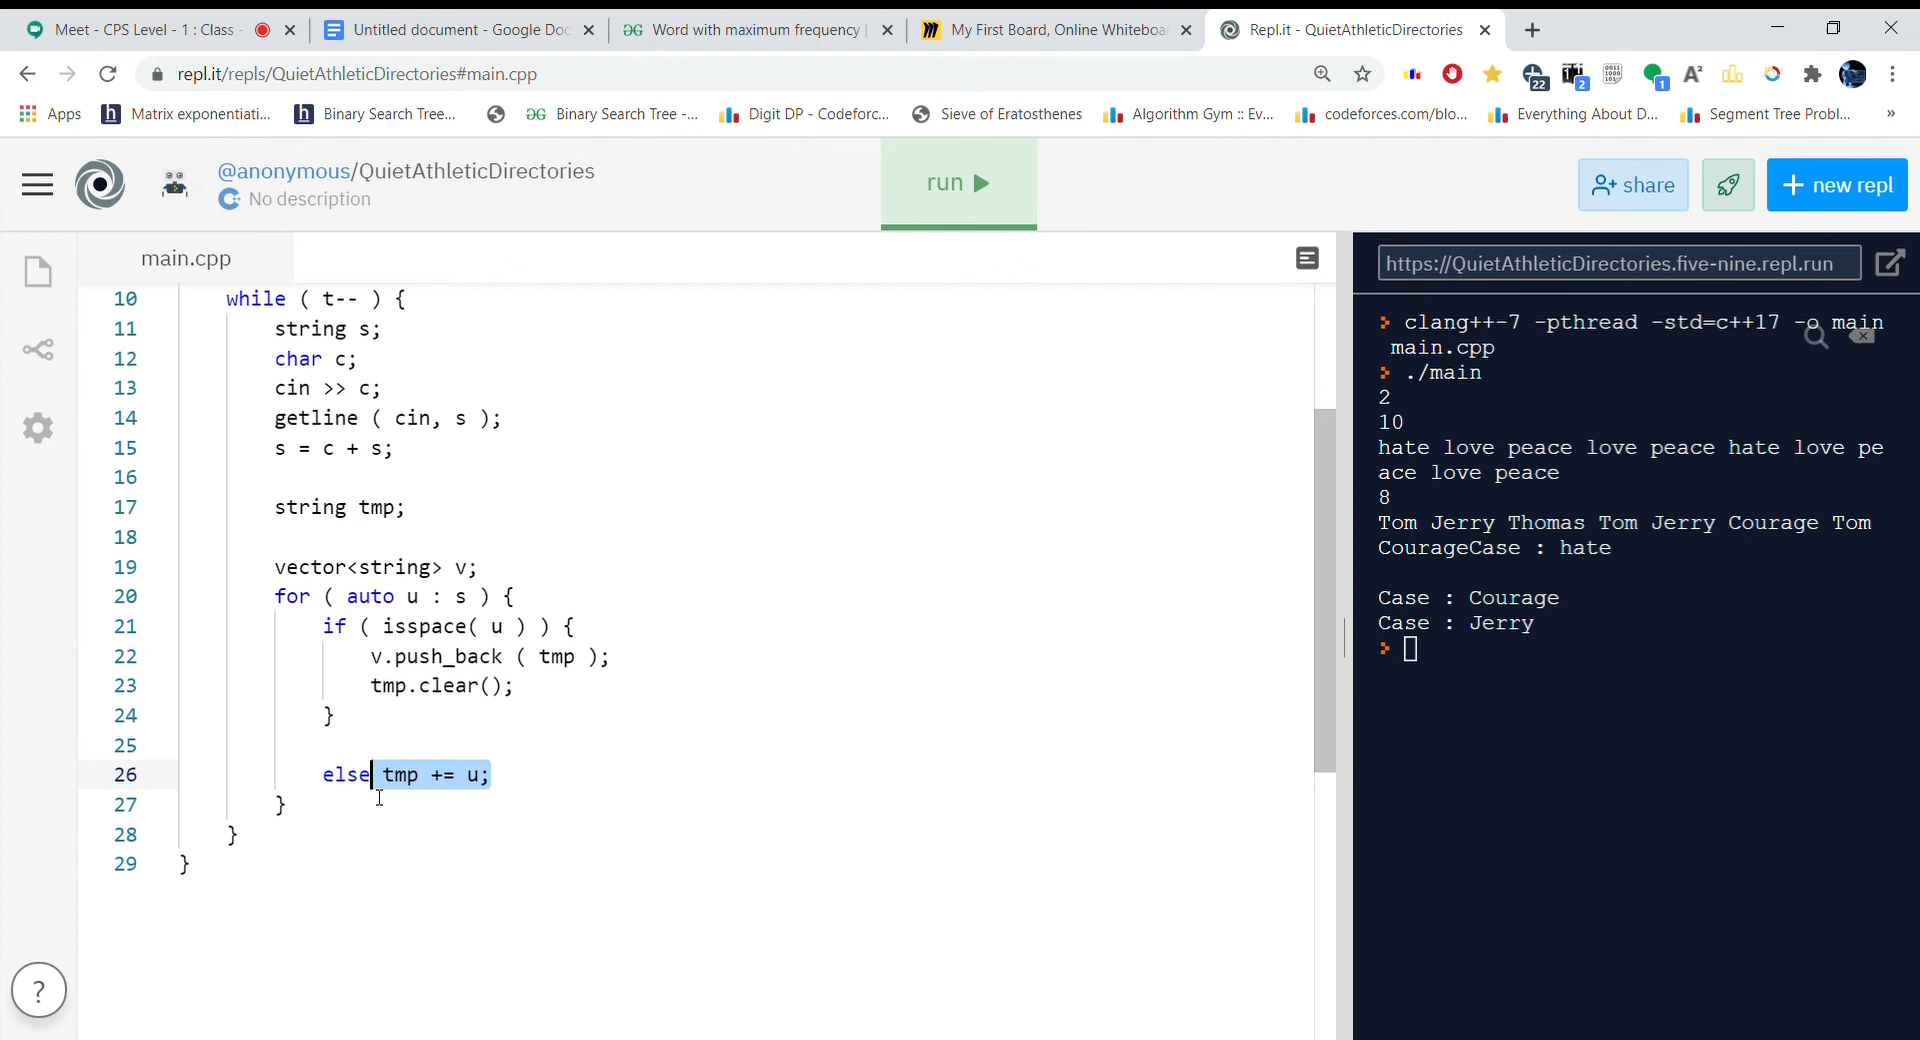 Meet - CPS Level - 1 : Class -
Untitled document - Google Doc
Word with maximum frequency
My First Board, Online Whiteboar
Repl.it - QuietAthleticDirectories
repl.it/repls/QuietAthleticDirectories#main.cpp
22
2
1
Apps
Matrix exponentiati...
Binary Search Tree...
Binary Search Tree -...
Digit DP - Codeforc...
Sieve of Eratosthenes
Algorithm Gym :: Ev...
codeforces.com/blo...
Everything About D...
Segment Tree Probl...
»
@anonymous/QuietAthleticDirectories
No description
run
share
+ new repl
main.cpp
10 while ( t-- ) {
11 string s;
12 char c;
13 cin >> c;
14 getline ( cin, s );
15 s = c + s;
16
17 string tmp;
18
19 vector<string> v;
20 for ( auto u : s ) {
21 if ( isspace( u ) ) {
22 v.push_back ( tmp );
23 tmp.clear();
24 }
25
26 else tmp += u;
27 }
28 }
29 }
?
https://QuietAthleticDirectories.five-nine.repl.run
clang++-7 -pthread -std=c++17 -o main
main.cpp
./main
2
10
hate love peace love peace hate love pe
ace love peace
8
Tom Jerry Thomas Tom Jerry Courage Tom
CourageCase : hate
Case : Courage
Case : Jerry